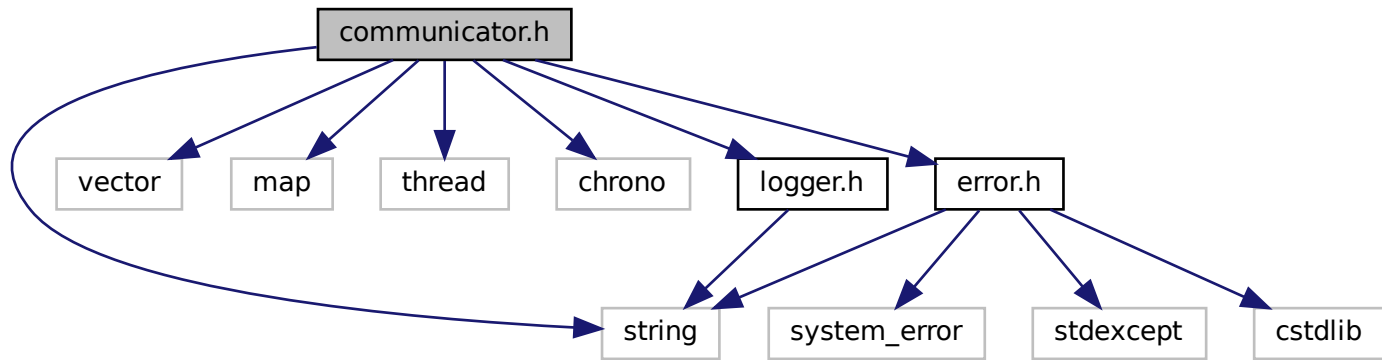 communicator.h
vector
map
thread
chrono
logger.h
error.h
string
system_error
stdexcept
cstdlib